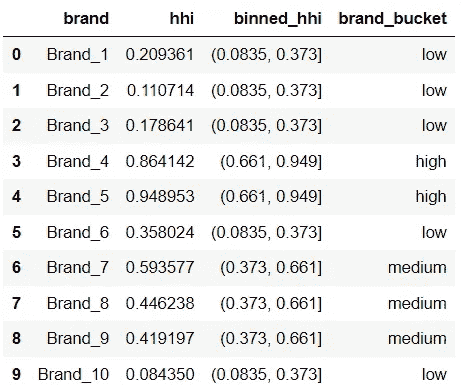 brand hhi binned_hhi brand_bucket
0 Brand_1 0.209361 (0.0835, 0.373] low
1 Brand_2 0.110714 (0.0835, 0.373] low
2 Brand_3 0.178641 (0.0835, 0.373] low
3 Brand_4 0.864142 (0.661, 0.949] high
4 Brand_5 0.948953 (0.661, 0.949] high
5 Brand_6 0.358024 (0.0835, 0.373] low
6 Brand_7 0.593577 (0.373, 0.661] medium
7 Brand_8 0.446238 (0.373, 0.661] medium
8 Brand_9 0.419197 (0.373, 0.661] medium
9 Brand_10 0.084350 (0.0835, 0.373] low